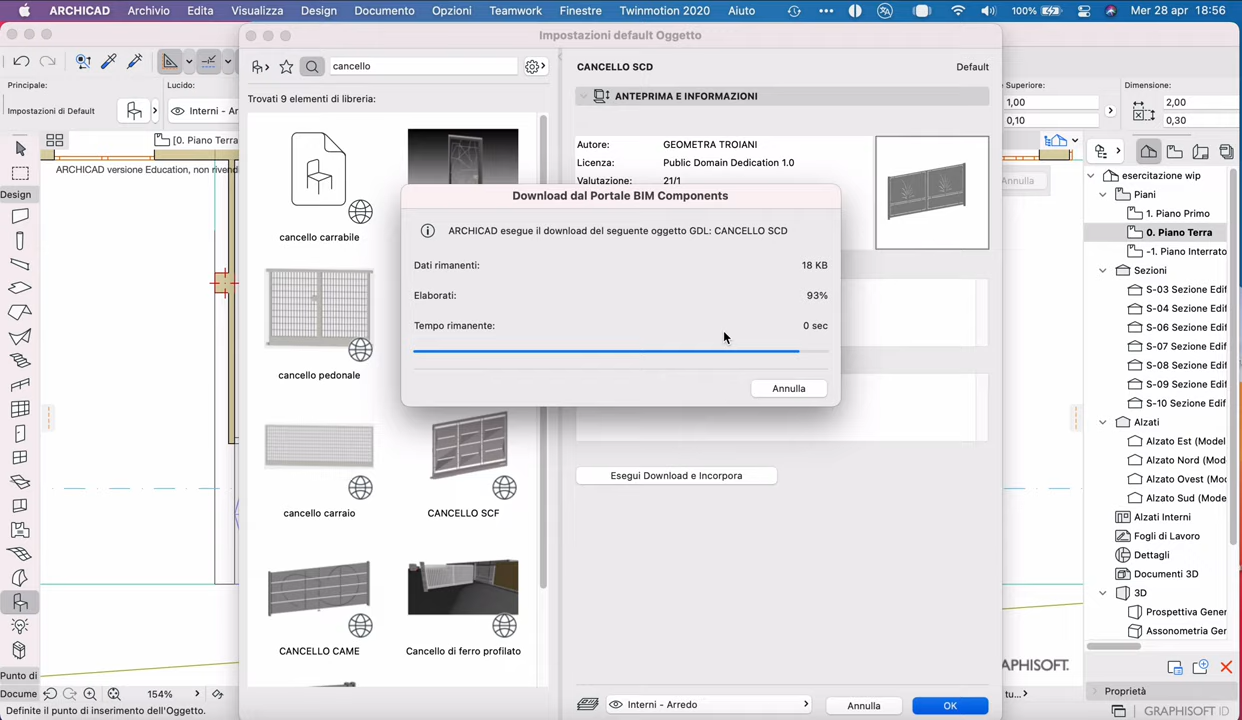 ARCHICAD Archivio Edita Visualizza Design Documento Opzioni Teamwork Finestre Twinmotion 2020 Aiuto 100% Mer 28 apr 18:56
Impostazioni default Oggetto
cancello
CANCELLO SCD Default
Principale:
Lucido:
Superiore:
Dimensione:
Impostazioni di Default
Interni - Ar
1,00
0,10
2,00
0,30
Trovati 9 elementi di libreria:
ANTEPRIMA E INFORMAZIONI
[0. Piano Terra
ARCHICAD versione Education, non rivend
Design
Autore: GEOMETRA TROIANI
Licenza: Public Domain Dedication 1.0
Valutazione: 21/1
Annulla
Download dal Portale BIM Components
ARCHICAD esegue il download del seguente oggetto GDL: CANCELLO SCD
Dati rimanenti: 18 KB
Elaborati: 93%
Tempo rimanente: 0 sec
Annulla
Esegui Download e Incorpora
cancello carrabile
cancello pedonale
cancello carraio
CANCELLO SCF
CANCELLO CAME
Cancello di ferro profilato
esercitazione wip
Piani
1. Piano Primo
0. Piano Terra
-1. Piano Interrato
Sezioni
S-03 Sezione Edif
S-04 Sezione Edif
S-06 Sezione Edif
S-07 Sezione Edif
S-08 Sezione Edif
S-09 Sezione Edif
S-10 Sezione Edif
Alzati
Alzato Est (Model
Alzato Nord (Mod
Alzato Ovest (Mod
Alzato Sud (Mode
Alzati Interni
Fogli di Lavoro
Dettagli
Documenti 3D
3D
Prospettiva Gener
Assonometria Ger
APHISOFT.
Proprietà
Punto di
Docume
154%
tu...
Interni - Arredo
Annulla
OK
Definite il punto di inserimento dell'Oggetto.
GRAPHISOFT ID